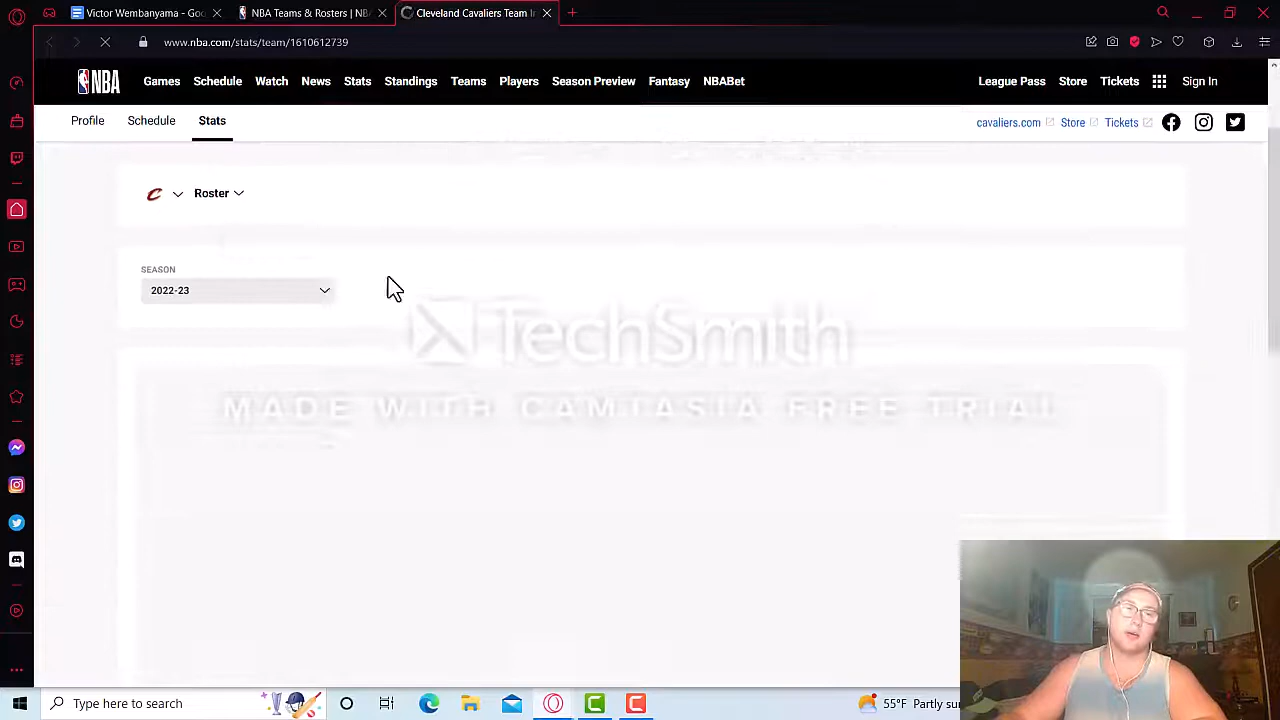 Victor Wembanyama - Goo
NBA Teams & Rosters | NB
Cleveland Cavaliers Team In
www.nba.com/stats/team/1610612739
NBA Games Schedule Watch News Stats Standings Teams Players Season Preview Fantasy NBABet League Pass Store Tickets Sign In
Profile Schedule Stats cavaliers.com Store Tickets
C Roster
SEASON
2022-23
TechSmith
MADE WITH CAMTASIA FREE TRIAL
Type here to search 55°F Partly sun